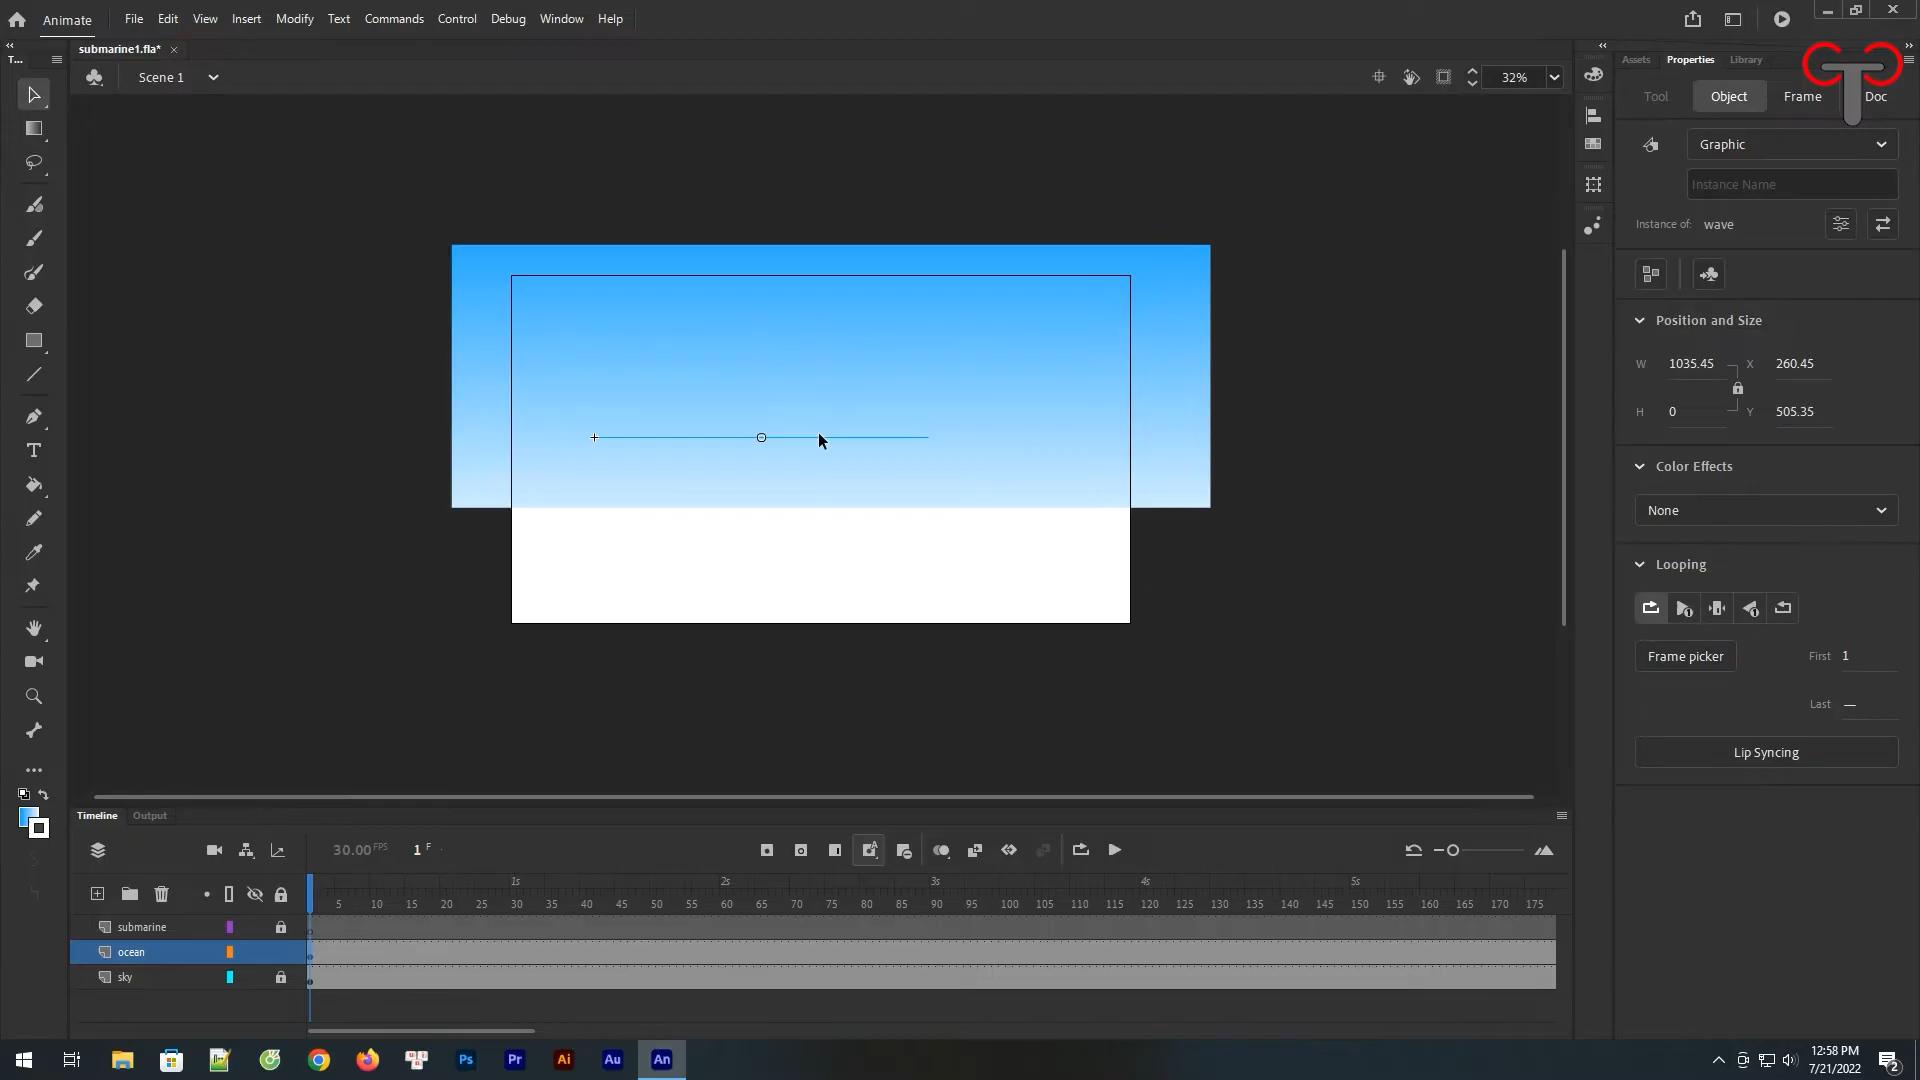 Animate File Edit View Insert Modify Text Commands Control Debug Window Help
submarine1.fla*
T... Assets Properties Library
Scene 1 32%
Tool Object Frame Doc
Graphic
Instance Name
Instance of: wave
Position and Size
W 1035.45 X 260.45
H 0 Y 505.35
Color Effects
None
Looping
Frame picker First 1
Last —
Lip Syncing
Timeline Output
30.00 FPS 1 F
1s 2s 3s 4s 5s
5 10 15 20 25 30 35 40 45 50 55 60 65 70 75 80 85 90 95 100 105 110 115 120 125 130 135 140 145 150 155 160 165 170 175
submarine
ocean
sky
Ps Pr Ai Au An
12:58 PM
7/21/2022
2